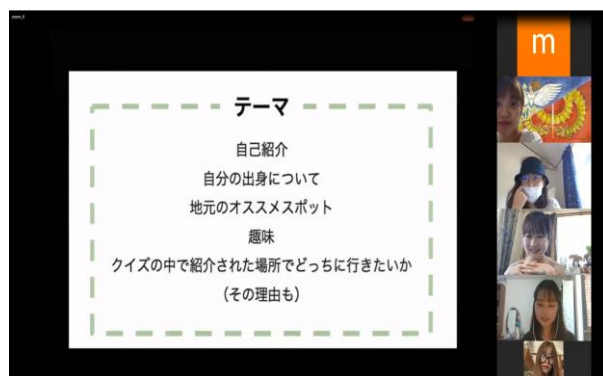 テーマ
自己紹介
自分の出身について
地元のオススメスポット
趣味
クイズの中で紹介された場所でどっちに行きたいか
(その理由も)
m